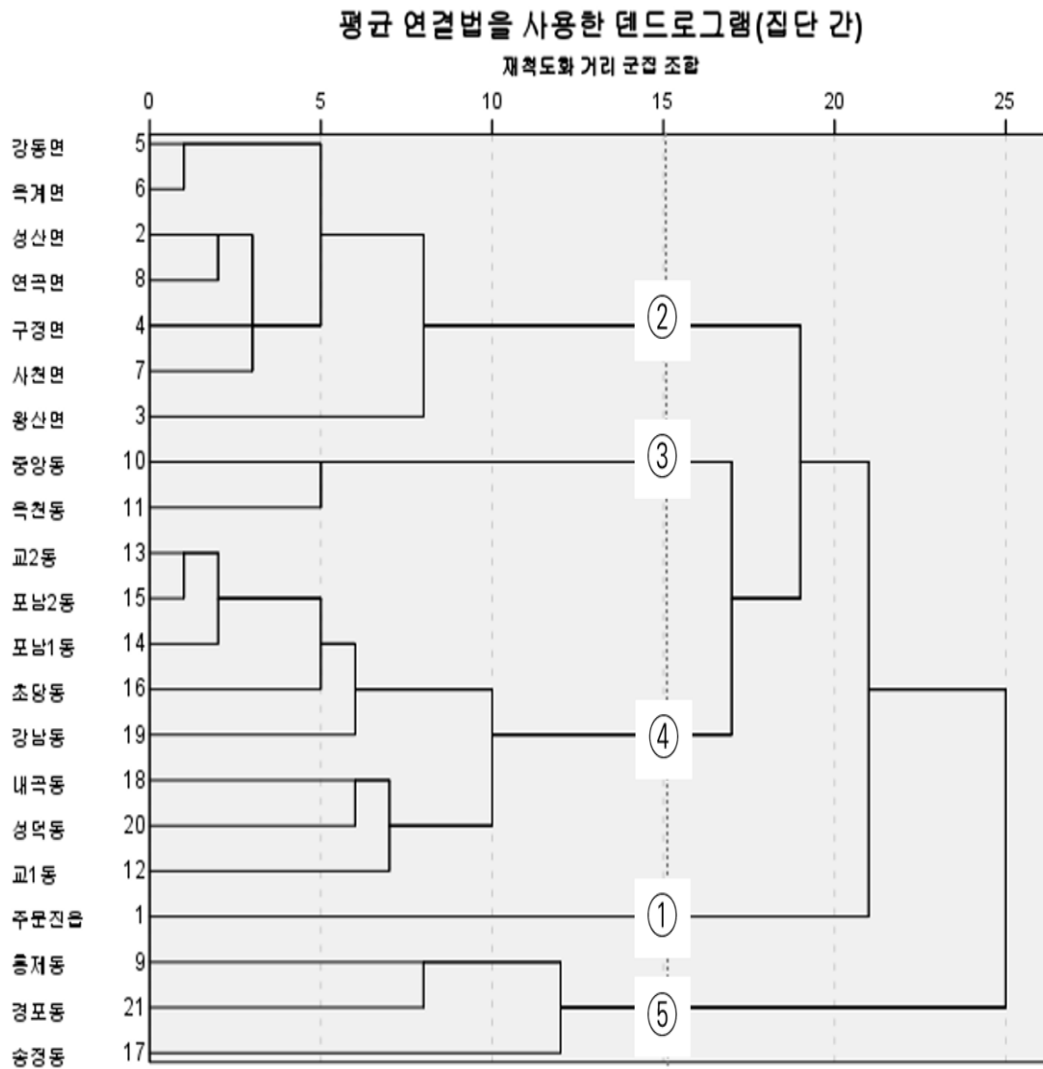 평균 연결법을 사용한 덴드로그램(집단 간)
재척도화 거리 군집 조합
0 5 10 15 20 25
강동면 5
옥계면 6
성산면 2
연곡면 8
구정면 4
②
사천면 7
왕산면 3
중앙동 10 ③
옥천동 11
교2동 13
포남2동 15
포남1동 14
초당동 16
강남동 19 ④
내곡동 18
성덕동 20
교1동 12
주문진읍 1 ①
홍제동 9
경포동 21 ⑤
송정동 17